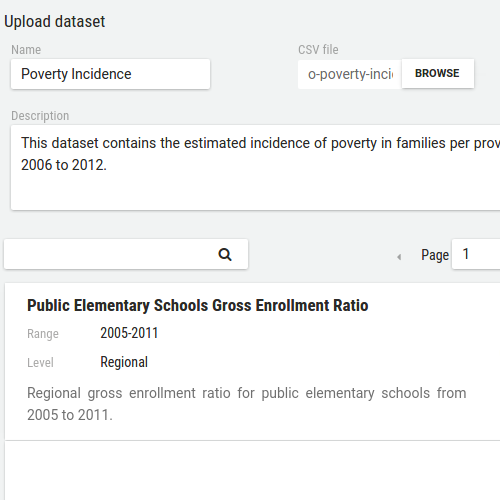 Upload dataset
Name
CSV file
Poverty Incidence
o-poverty-inci
BROWSE
Description
This dataset contains the estimated incidence of poverty in families per prov
2006 to 2012.
Page 1
Public Elementary Schools Gross Enrollment Ratio
Range 2005-2011
Level Regional
Regional gross enrollment ratio for public elementary schools from
2005 to 2011.